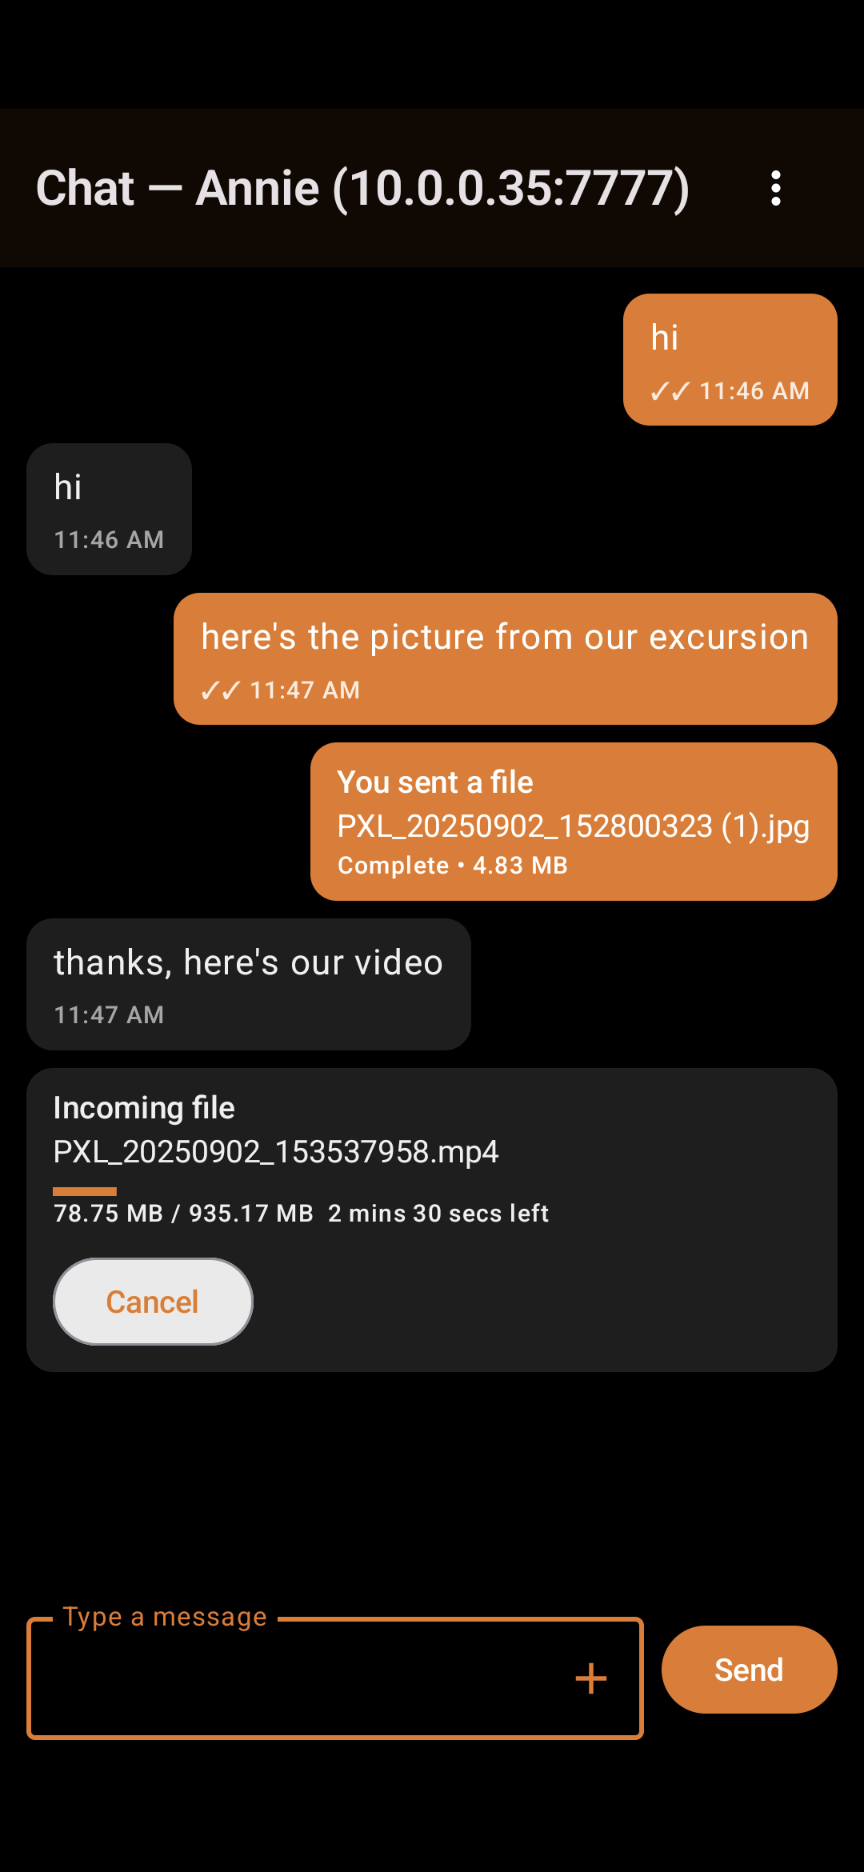 Chat — Annie (10.0.0.35:7777)
hi
✓✓ 11:46 AM
hi
11:46 AM
here's the picture from our excursion
✓✓ 11:47 AM
You sent a file
PXL_20250902_152800323 (1).jpg
Complete • 4.83 MB
thanks, here's our video
11:47 AM
Incoming file
PXL_20250902_153537958.mp4
78.75 MB / 935.17 MB  2 mins 30 secs left
Cancel
Type a message
Send